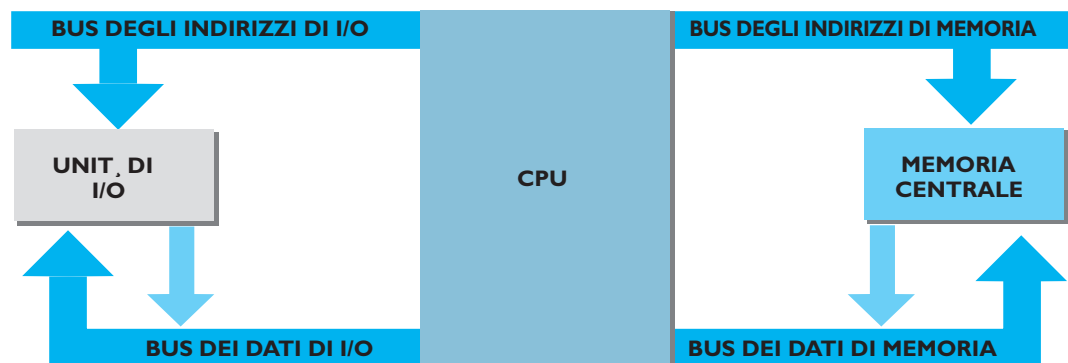 BUS DEGLI INDIRIZZI DI I/O
BUS DEGLI INDIRIZZI DI MEMORIA
UNIT¸ DI
I/O
CPU
MEMORIA
CENTRALE
BUS DEI DATI DI I/O
BUS DEI DATI DI MEMORIA